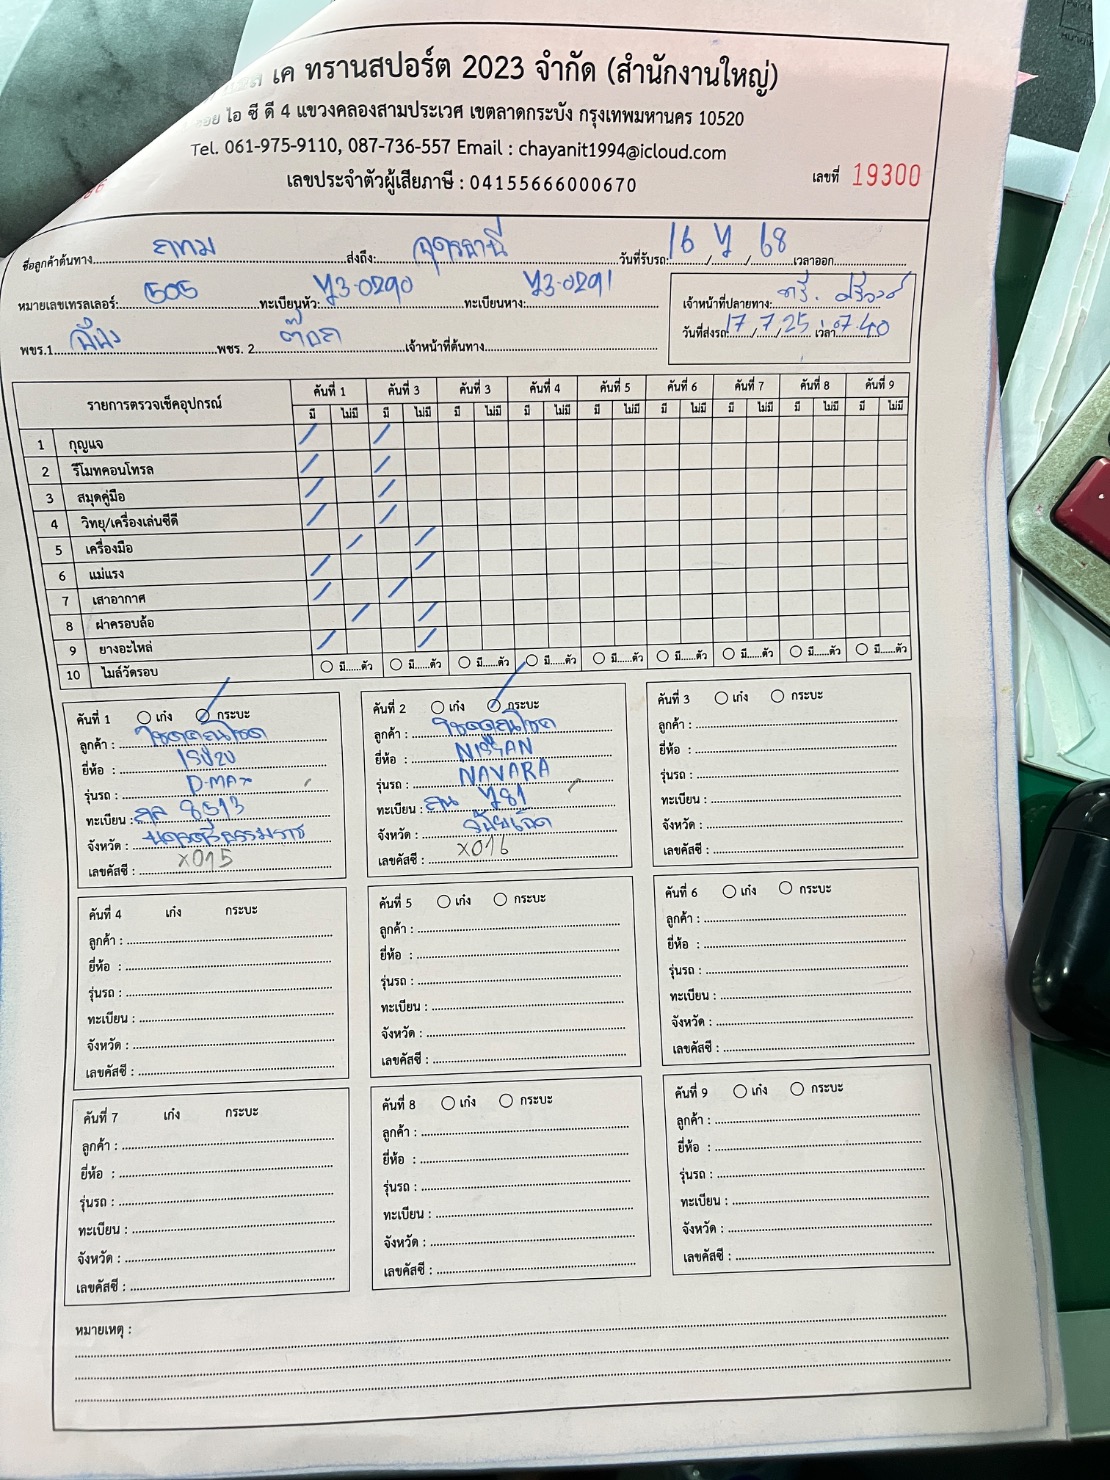 เค ทรานสปอร์ต 2023 จำกัด (สำนักงานใหญ่)
ซอย ไอ ซี ดี 4 แขวงคลองสามประเวศ เขตลาดกระบัง กรุงเทพมหานคร 10520
Tel. 061-975-9110, 087-736-557 Email : chayanit1994@icloud.com
เลขประจำตัวผู้เสียภาษี : 04155666000670
เลขที่ 19300
ชื่อลูกค้าต้นทาง ถทม ส่งถึง: อุดรธานี วันที่รับรถ: 16 / 7 / 68 เวลาออก
หมายเลขเทรลเลอร์: 505 ทะเบียนหัว: 73-0290 ทะเบียนหาง: 73-0291
เจ้าหน้าที่ปลายทาง:
พขร.1 พขร. 2 เจ้าหน้าที่ต้นทาง
วันที่ส่งรถ: 17 / 7 / 25 เวลา 07.40
รายการตรวจเช็คอุปกรณ์ คันที่ 1 คันที่ 3 คันที่ 3 คันที่ 4 คันที่ 5 คันที่ 6 คันที่ 7 คันที่ 8 คันที่ 9
มี ไม่มี มี ไม่มี มี ไม่มี มี ไม่มี มี ไม่มี มี ไม่มี มี ไม่มี มี ไม่มี มี ไม่มี
1 กุญแจ / /
2 รีโมทคอนโทรล / /
3 สมุดคู่มือ / /
4 วิทยุ/เครื่องเล่นซีดี / /
5 เครื่องมือ / /
6 แม่แรง / /
7 เสาอากาศ / /
8 ฝาครอบล้อ / /
9 ยางอะไหล่ / /
10 ไมล์วัดรอบ มี......ตัว มี......ตัว มี......ตัว มี......ตัว มี......ตัว มี......ตัว มี......ตัว มี......ตัว มี......ตัว
คันที่ 1 เก๋ง กระบะ
ลูกค้า :
ยี่ห้อ : ISUZU
รุ่นรถ : D-MAX
ทะเบียน : 8513
จังหวัด : นครศรีธรรมราช
เลขคัสซี : X015
คันที่ 2 เก๋ง กระบะ
ลูกค้า :
ยี่ห้อ : NISSAN
รุ่นรถ : NAVARA
ทะเบียน : 781
จังหวัด : ร้อยเอ็ด
เลขคัสซี : X016
คันที่ 3 เก๋ง กระบะ
ลูกค้า :
ยี่ห้อ :
รุ่นรถ :
ทะเบียน :
จังหวัด :
เลขคัสซี :
คันที่ 4 เก๋ง กระบะ
ลูกค้า :
ยี่ห้อ :
รุ่นรถ :
ทะเบียน :
จังหวัด :
เลขคัสซี :
คันที่ 5 เก๋ง กระบะ
ลูกค้า :
ยี่ห้อ :
รุ่นรถ :
ทะเบียน :
จังหวัด :
เลขคัสซี :
คันที่ 6 เก๋ง กระบะ
ลูกค้า :
ยี่ห้อ :
รุ่นรถ :
ทะเบียน :
จังหวัด :
เลขคัสซี :
คันที่ 7 เก๋ง กระบะ
ลูกค้า :
ยี่ห้อ :
รุ่นรถ :
ทะเบียน :
จังหวัด :
เลขคัสซี :
คันที่ 8 เก๋ง กระบะ
ลูกค้า :
ยี่ห้อ :
รุ่นรถ :
ทะเบียน :
จังหวัด :
เลขคัสซี :
คันที่ 9 เก๋ง กระบะ
ลูกค้า :
ยี่ห้อ :
รุ่นรถ :
ทะเบียน :
จังหวัด :
เลขคัสซี :
หมายเหตุ :